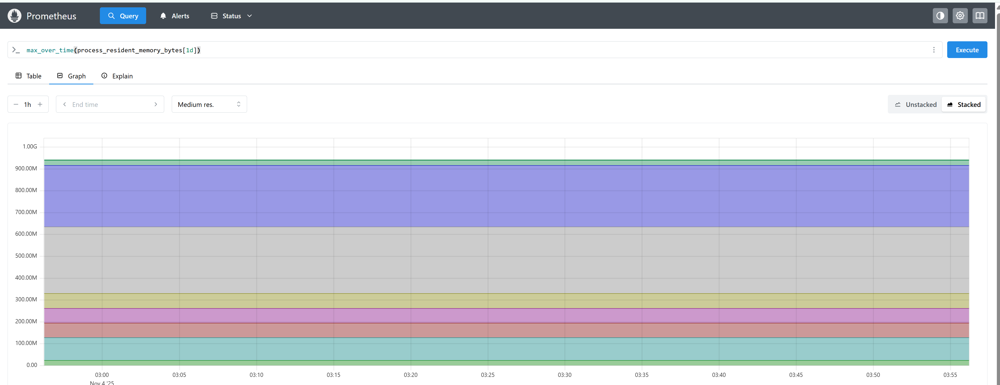 Prometheus Query Alerts Status
max_over_time(process_resident_memory_bytes[1d]) Execute
Table Graph Explain
1h End time Medium res. Unstacked Stacked
1.00G
900.00M
800.00M
700.00M
600.00M
500.00M
400.00M
300.00M
200.00M
100.00M
0.00
03:00 03:05 03:10 03:15 03:20 03:25 03:30 03:35 03:40 03:45 03:50 03:55
Nov 4 '25